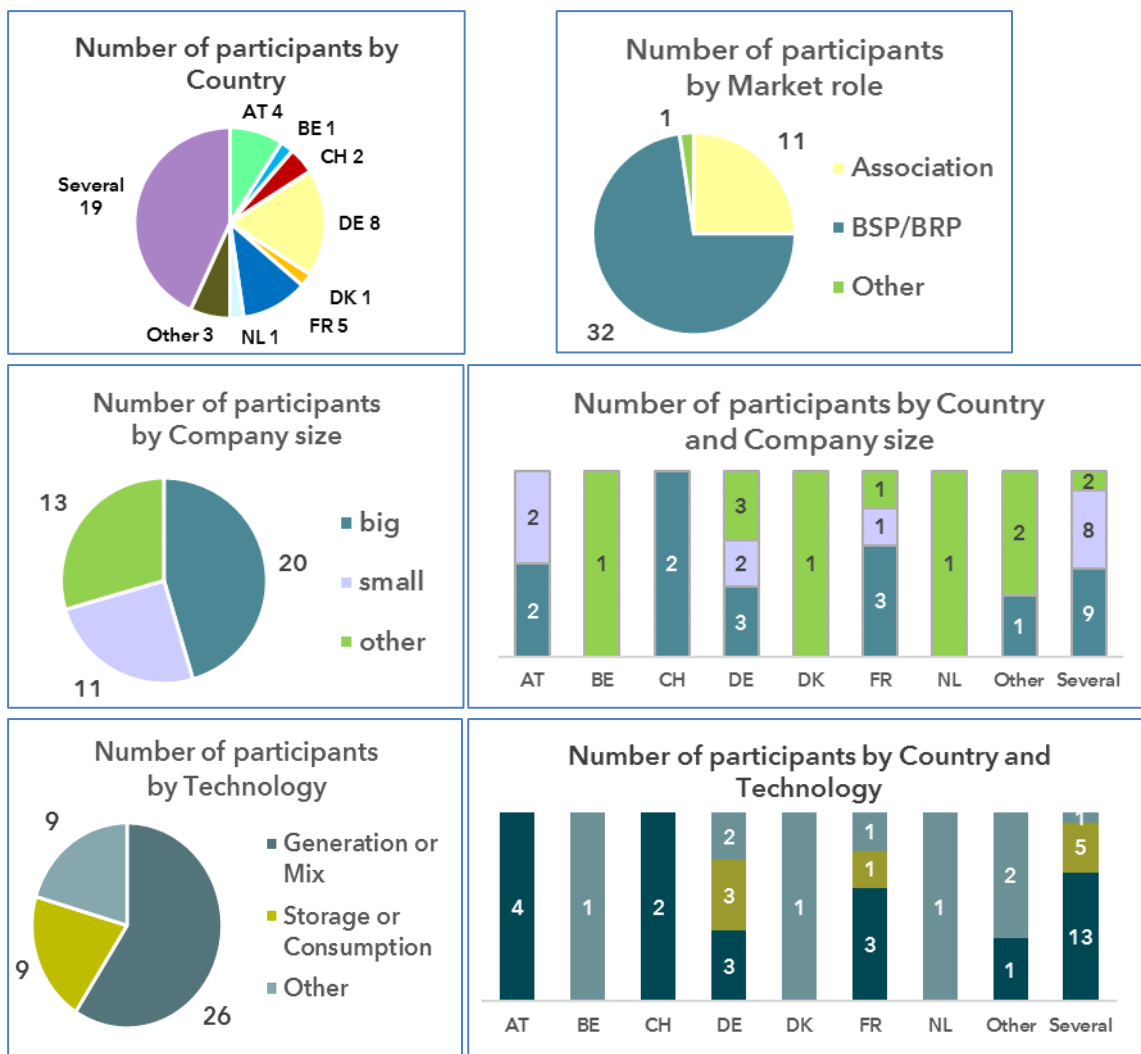 Number of participants by
Country
AT 4
BE 1
CH 2
Several
19
DE 8
DK 1
FR 5
Other 3
NL 1
Number of participants
by Market role
1
11
Association
BSP/BRP
Other
32
Number of participants
by Company size
13
big
20
small
other
11
Number of participants by Country
and Company size
2
1
2
3
1
1
1
2
2
2
1
8
2
3
3
1
9
AT BE CH DE DK FR NL Other Several
Number of participants
by Technology
9
Generation or
Mix
Storage or
Consumption
9
Other
26
Number of participants by Country and
Technology
4
1
2
2
1
1
1
2
1
3
1
5
3
3
1
13
AT BE CH DE DK FR NL Other Several